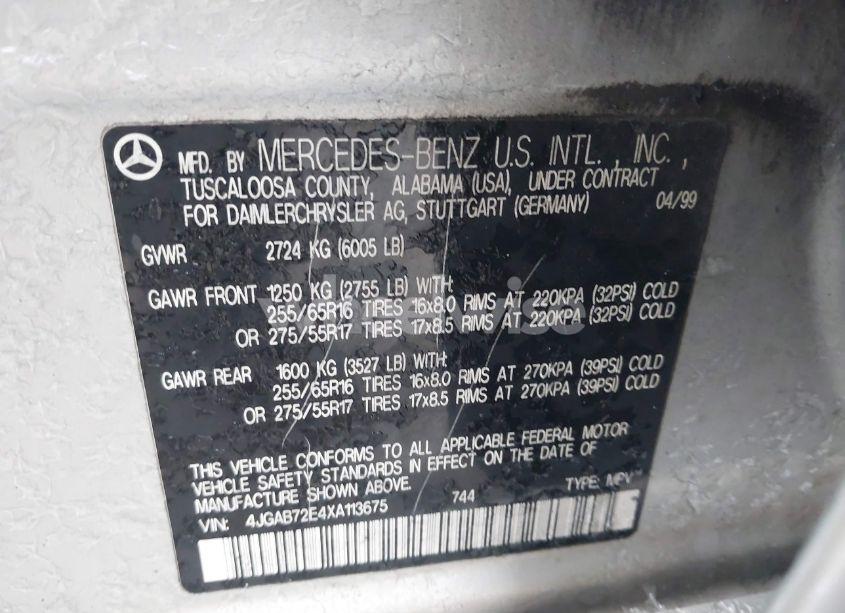 MFD. BY MERCEDES-BENZ U.S. INTL., INC.,
TUSCALOOSA COUNTY, ALABAMA (USA), UNDER CONTRACT
FOR DAIMLERCHRYSLER AG, STUTTGART (GERMANY) 04/99
GVWR 2724 KG (6005 LB)
GAWR FRONT 1250 KG (2755 LB) WITH:
255/65R16 TIRES 16x8.0 RIMS AT 220KPA (32PSI) COLD
OR 275/55R17 TIRES 17x8.5 RIMS AT 220KPA (32PSI) COLD
GAWR REAR 1600 KG (3527 LB) WITH:
255/65R16 TIRES 16x8.0 RIMS AT 270KPA (39PSI) COLD
OR 275/55R17 TIRES 17x8.5 RIMS AT 270KPA (39PSI) COLD
THIS VEHICLE CONFORMS TO ALL APPLICABLE FEDERAL MOTOR
VEHICLE SAFETY STANDARDS IN EFFECT ON THE DATE OF
MANUFACTURE SHOWN ABOVE. 744 TYPE: MPV
VIN: 4JGAB72E4XA113675